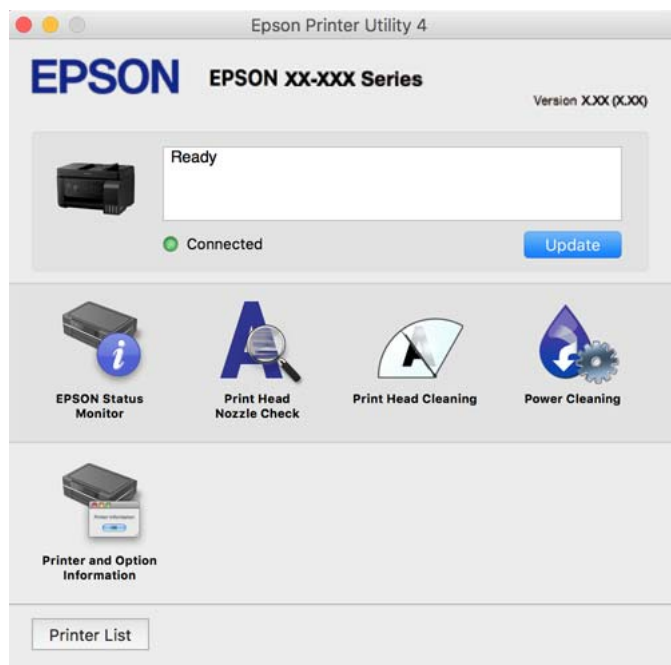 Epson Printer Utility 4
EPSON
EPSON XX-XXX Series
Version X.XX (X.XX)
Ready
Connected
Update
EPSON Status
Monitor
Print Head
Nozzle Check
Print Head Cleaning
Power Cleaning
Printer and Option
Information
Printer List